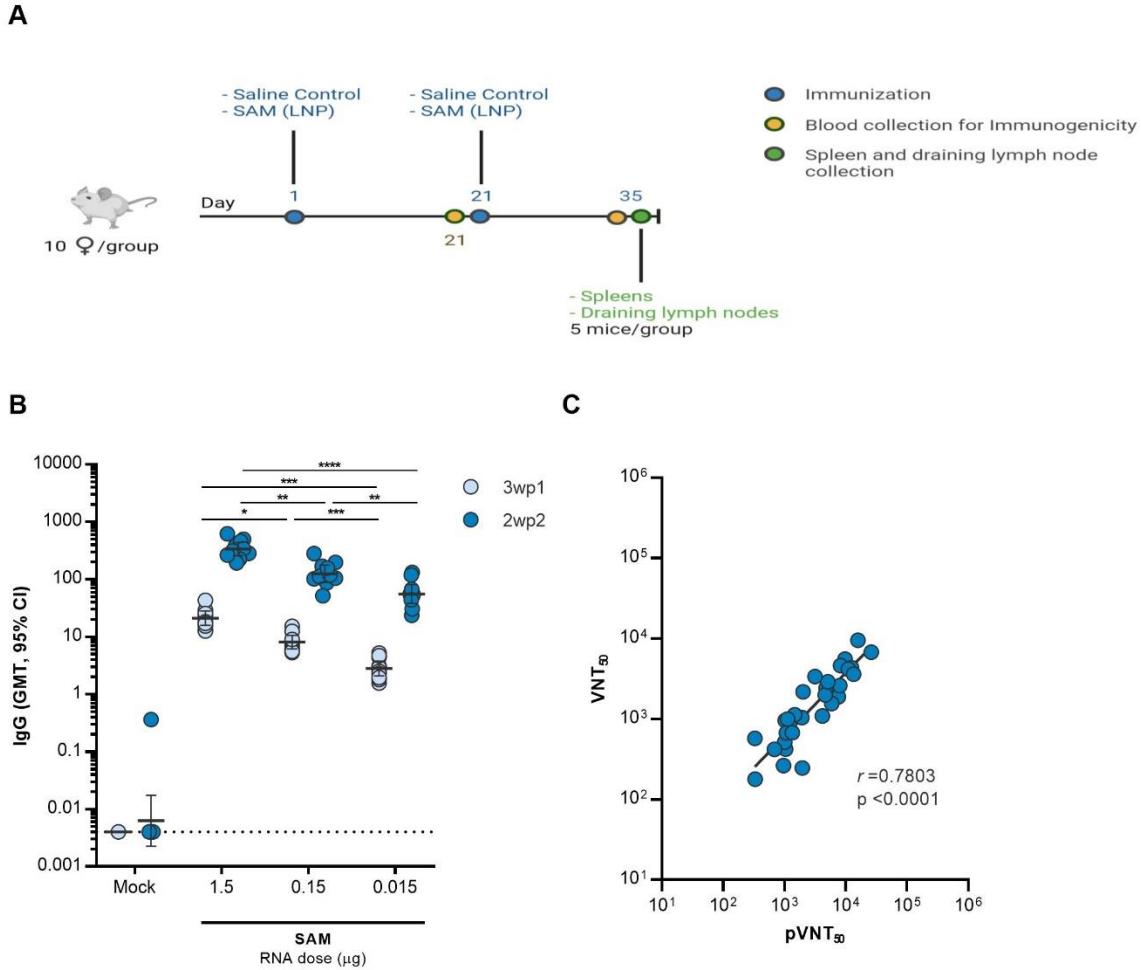 A
- Saline Control
- SAM (LNP)
- Saline Control
- SAM (LNP)
Immunization
Blood collection for Immunogenicity
Spleen and draining lymph node
collection
Day
1
21
35
21
10 ♀/group
- Spleens
- Draining lymph nodes
5 mice/group
B
IgG (GMT, 95% CI)
10000
1000
100
10
1
0.1
0.01
0.001
****
***
** **
* ***
3wp1
2wp2
Mock 1.5 0.15 0.015
SAM
RNA dose (µg)
C
VNT50
10⁶
10⁵
10⁴
10³
10²
10¹
r=0.7803
p <0.0001
10¹ 10² 10³ 10⁴ 10⁵ 10⁶
pVNT50